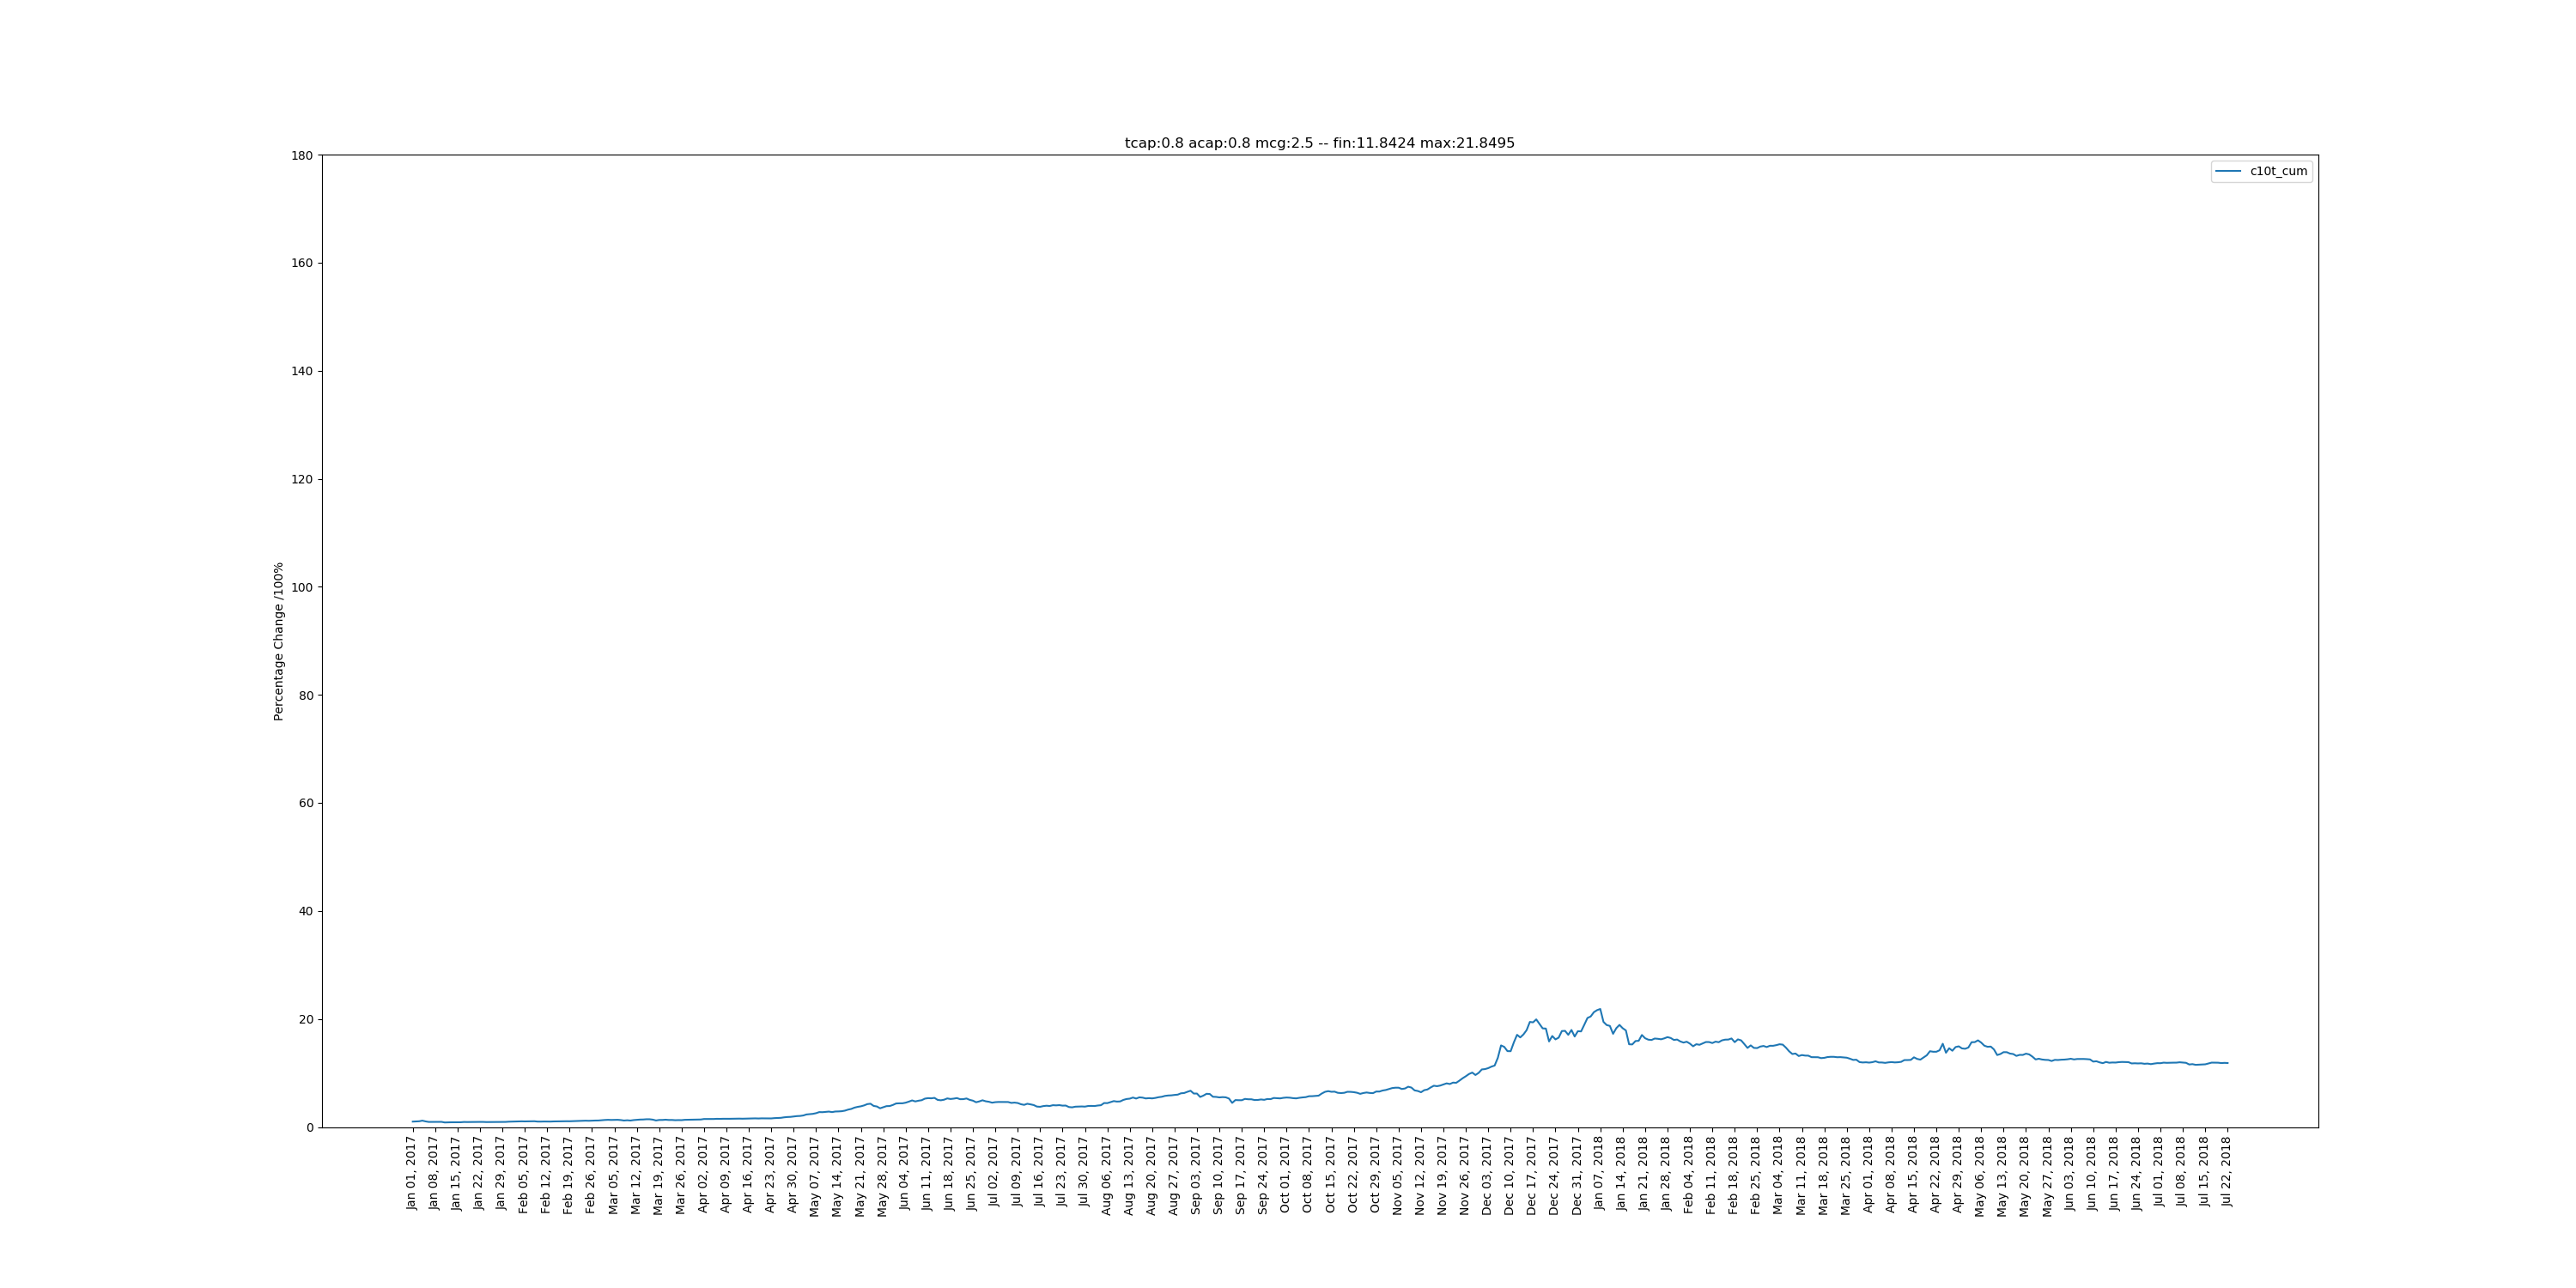 tcap:0.8 acap:0.8 mcg:2.5 -- fin:11.8424 max:21.8495
c10t_cum
Percentage Change /100%
180
160
140
120
100
80
60
40
20
0
Jan 01, 2017
Jan 08, 2017
Jan 15, 2017
Jan 22, 2017
Jan 29, 2017
Feb 05, 2017
Feb 12, 2017
Feb 19, 2017
Feb 26, 2017
Mar 05, 2017
Mar 12, 2017
Mar 19, 2017
Mar 26, 2017
Apr 02, 2017
Apr 09, 2017
Apr 16, 2017
Apr 23, 2017
Apr 30, 2017
May 07, 2017
May 14, 2017
May 21, 2017
May 28, 2017
Jun 04, 2017
Jun 11, 2017
Jun 18, 2017
Jun 25, 2017
Jul 02, 2017
Jul 09, 2017
Jul 16, 2017
Jul 23, 2017
Jul 30, 2017
Aug 06, 2017
Aug 13, 2017
Aug 20, 2017
Aug 27, 2017
Sep 03, 2017
Sep 10, 2017
Sep 17, 2017
Sep 24, 2017
Oct 01, 2017
Oct 08, 2017
Oct 15, 2017
Oct 22, 2017
Oct 29, 2017
Nov 05, 2017
Nov 12, 2017
Nov 19, 2017
Nov 26, 2017
Dec 03, 2017
Dec 10, 2017
Dec 17, 2017
Dec 24, 2017
Dec 31, 2017
Jan 07, 2018
Jan 14, 2018
Jan 21, 2018
Jan 28, 2018
Feb 04, 2018
Feb 11, 2018
Feb 18, 2018
Feb 25, 2018
Mar 04, 2018
Mar 11, 2018
Mar 18, 2018
Mar 25, 2018
Apr 01, 2018
Apr 08, 2018
Apr 15, 2018
Apr 22, 2018
Apr 29, 2018
May 06, 2018
May 13, 2018
May 20, 2018
May 27, 2018
Jun 03, 2018
Jun 10, 2018
Jun 17, 2018
Jun 24, 2018
Jul 01, 2018
Jul 08, 2018
Jul 15, 2018
Jul 22, 2018